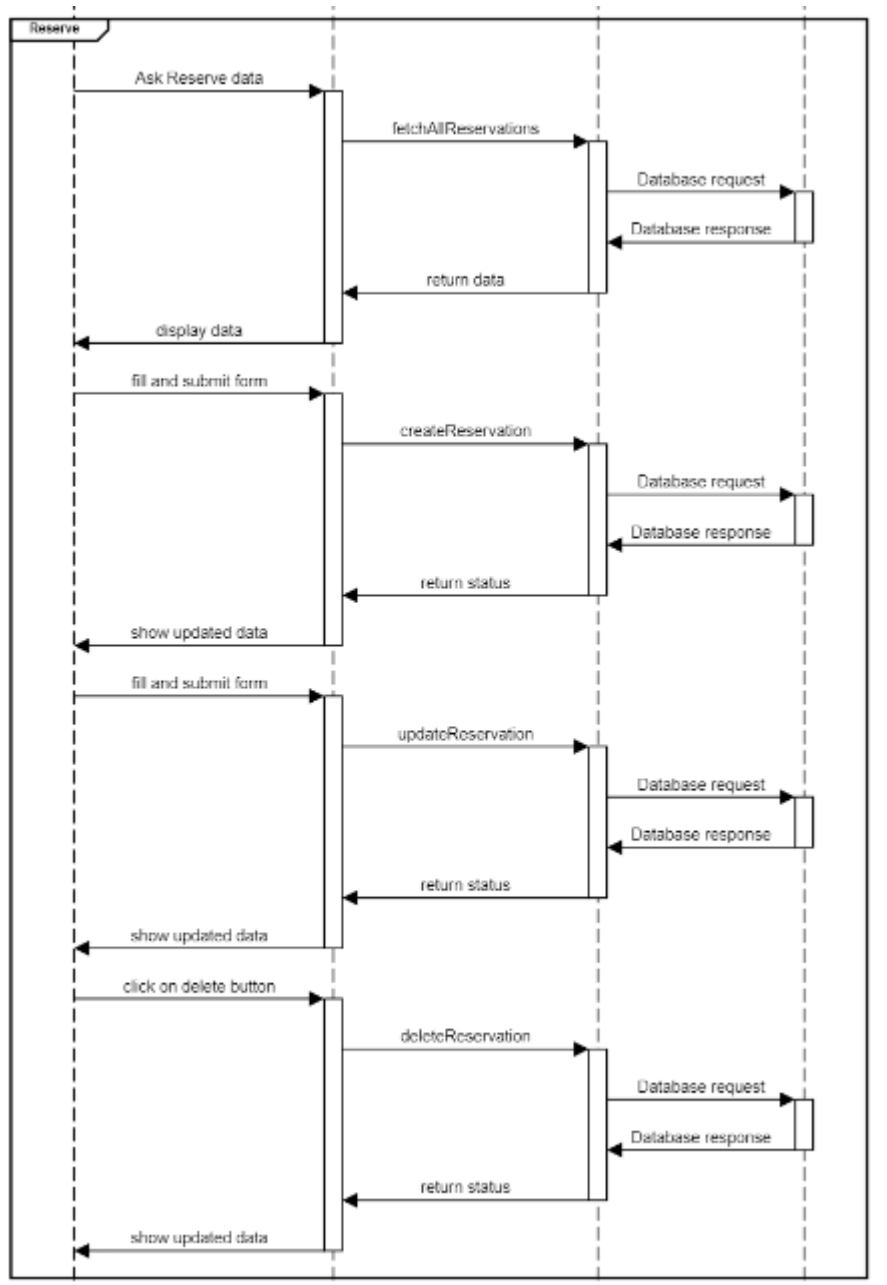 Reserve
Ask Reserve data
fetchAllReservations
Database request
Database response
return data
display data
fill and submit form
createReservation
Database request
Database response
return status
show updated data
fill and submit form
updateReservation
Database request
Database response
return status
show updated data
click on delete button
deleteReservation
Database request
Database response
return status
show updated data